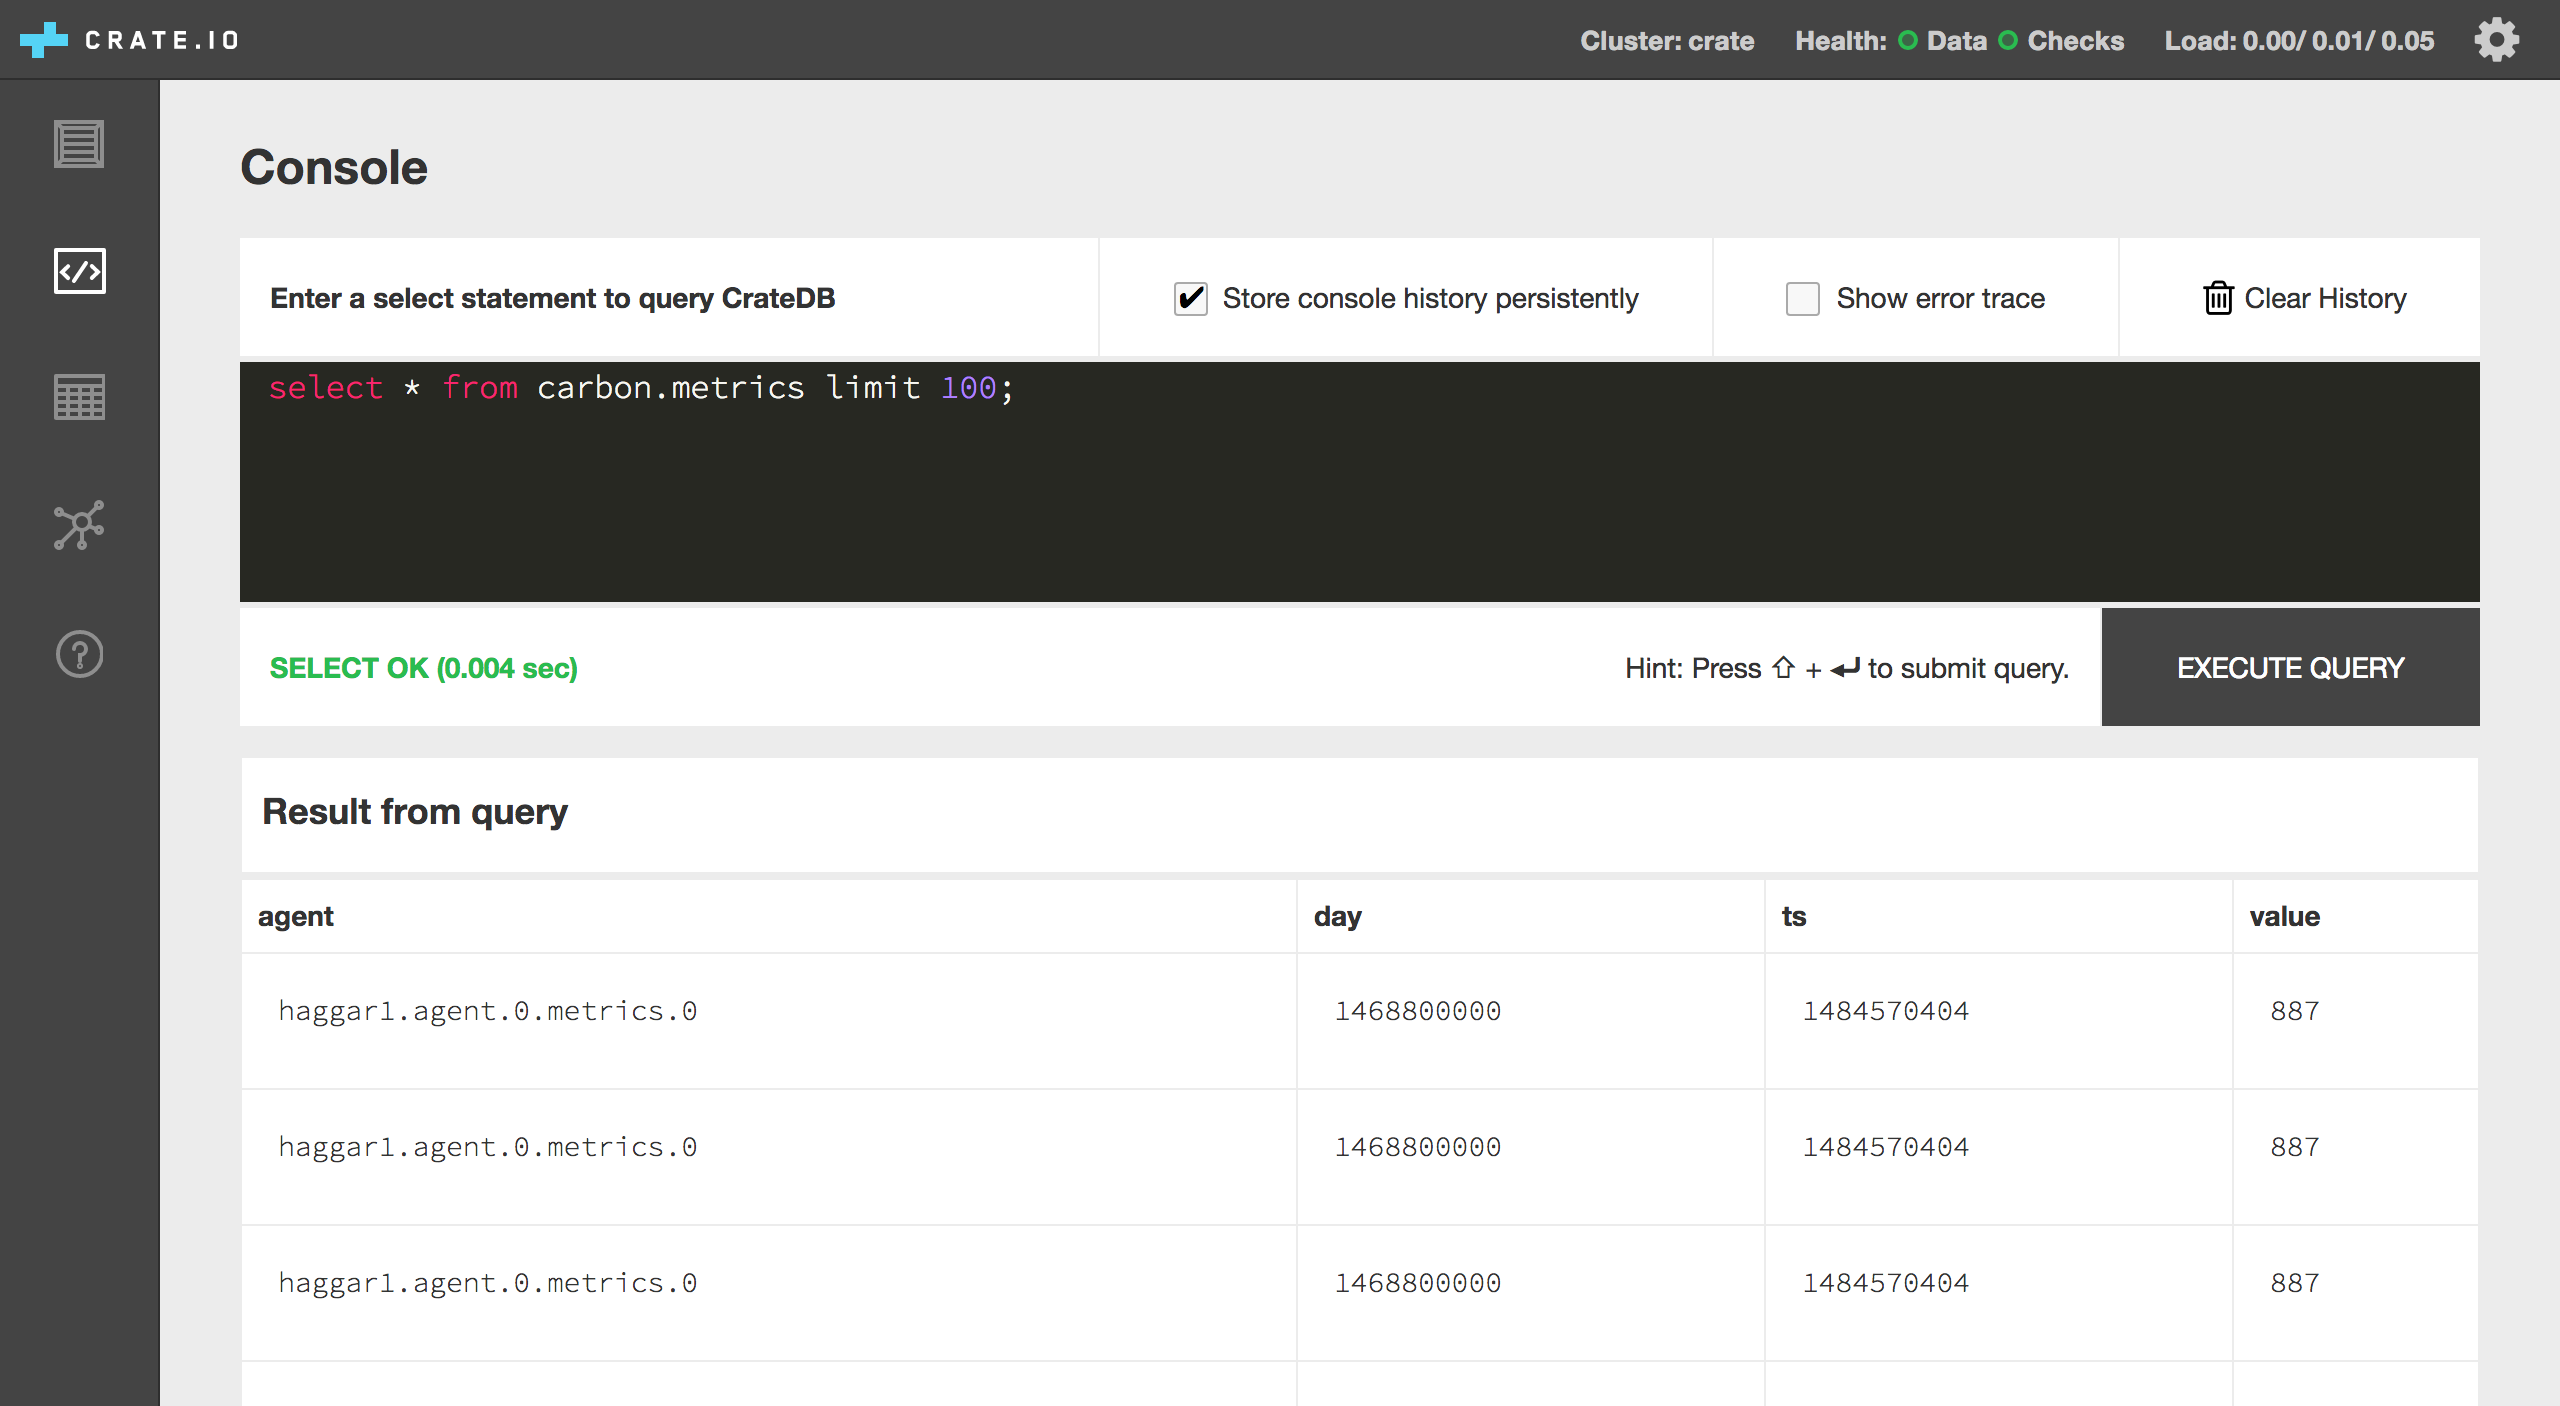 CRATE.IO
Cluster: crate Health: Data Checks Load: 0.00/ 0.01/ 0.05
Console
Enter a select statement to query CrateDB
Store console history persistently
Show error trace
Clear History
select * from carbon.metrics limit 100;
SELECT OK (0.004 sec)
Hint: Press ⇧ + ↵ to submit query.
EXECUTE QUERY
Result from query
agent day ts value
haggar1.agent.0.metrics.0 1468800000 1484570404 887
haggar1.agent.0.metrics.0 1468800000 1484570404 887
haggar1.agent.0.metrics.0 1468800000 1484570404 887